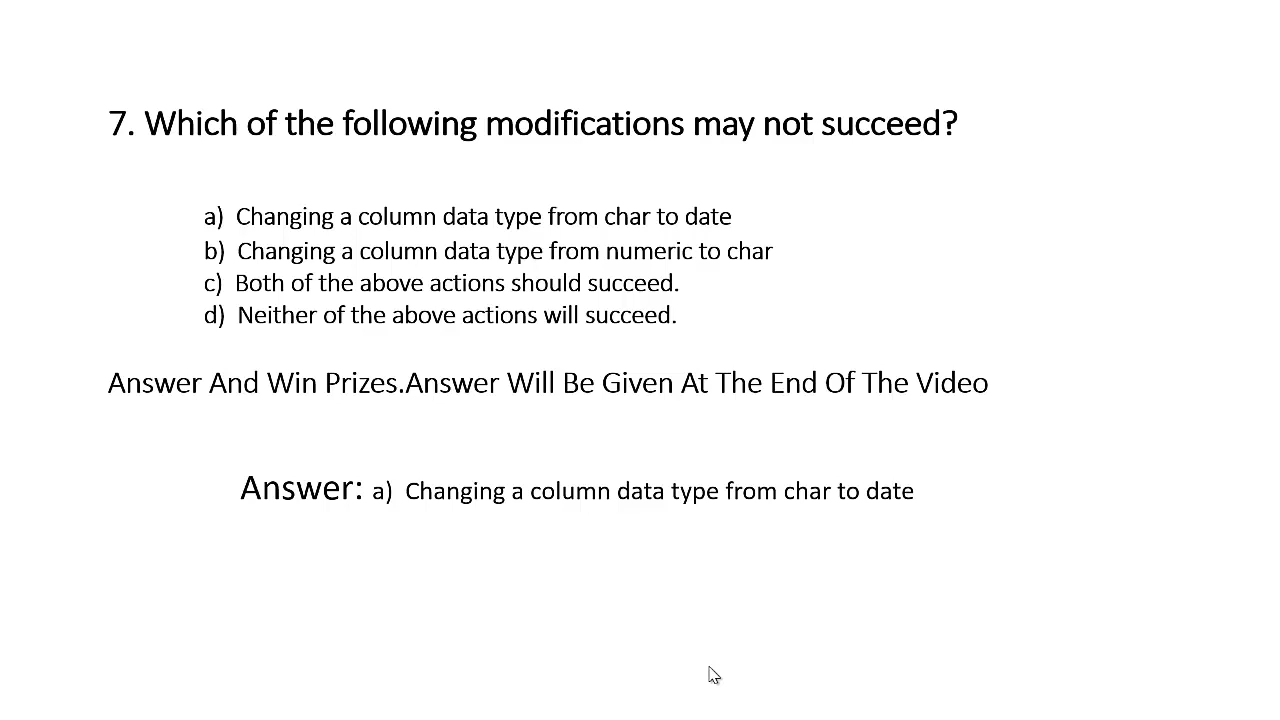 7. Which of the following modifications may not succeed?
a) Changing a column data type from char to date
b) Changing a column data type from numeric to char
c) Both of the above actions should succeed.
d) Neither of the above actions will succeed.
Answer And Win Prizes.Answer Will Be Given At The End Of The Video
Answer: a) Changing a column data type from char to date